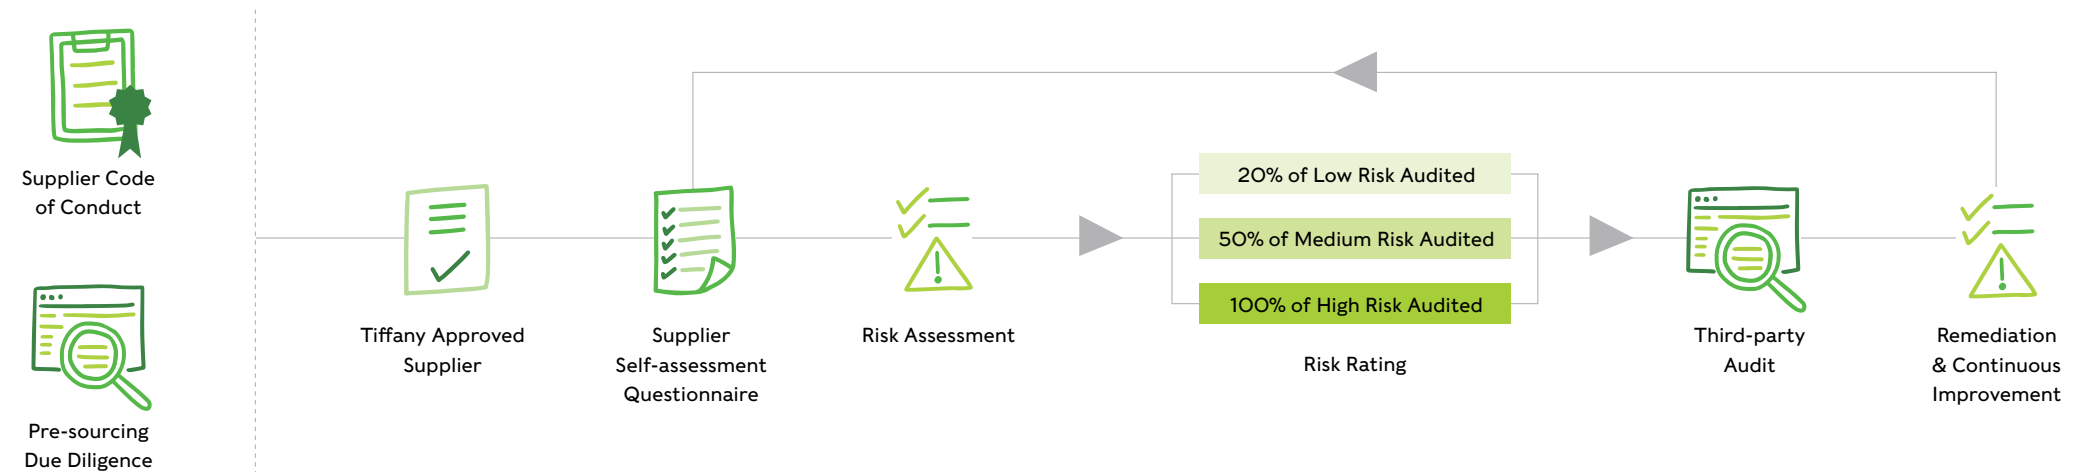 Supplier Code
of Conduct
Pre-sourcing
Due Diligence
Tiffany Approved
Supplier
Supplier
Self-assessment
Questionnaire
Risk Assessment
20% of Low Risk Audited
50% of Medium Risk Audited
100% of High Risk Audited
Risk Rating
Third-party
Audit
Remediation
& Continuous
Improvement